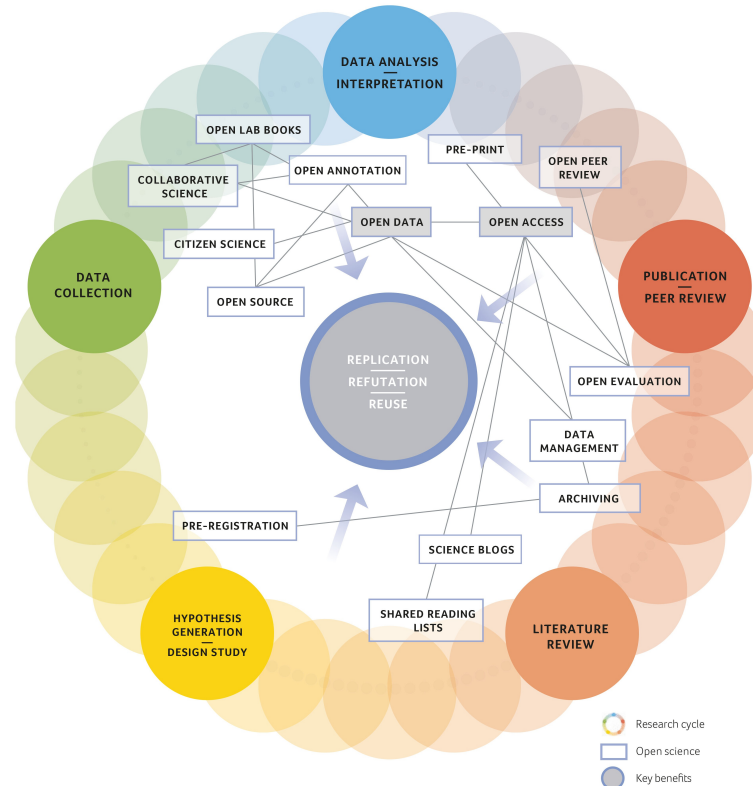 DATA ANALYSIS
INTERPRETATION
OPEN LAB BOOKS
PRE-PRINT
OPEN PEER
REVIEW
OPEN ANNOTATION
COLLABORATIVE
SCIENCE
OPEN DATA
OPEN ACCESS
CITIZEN SCIENCE
DATA
COLLECTION
PUBLICATION
PEER REVIEW
OPEN SOURCE
REPLICATION
REFUTATION
REUSE
OPEN EVALUATION
DATA
MANAGEMENT
ARCHIVING
PRE-REGISTRATION
SCIENCE BLOGS
SHARED READING
LISTS
HYPOTHESIS
GENERATION
DESIGN STUDY
LITERATURE
REVIEW
Research cycle
Open science
Key benefits